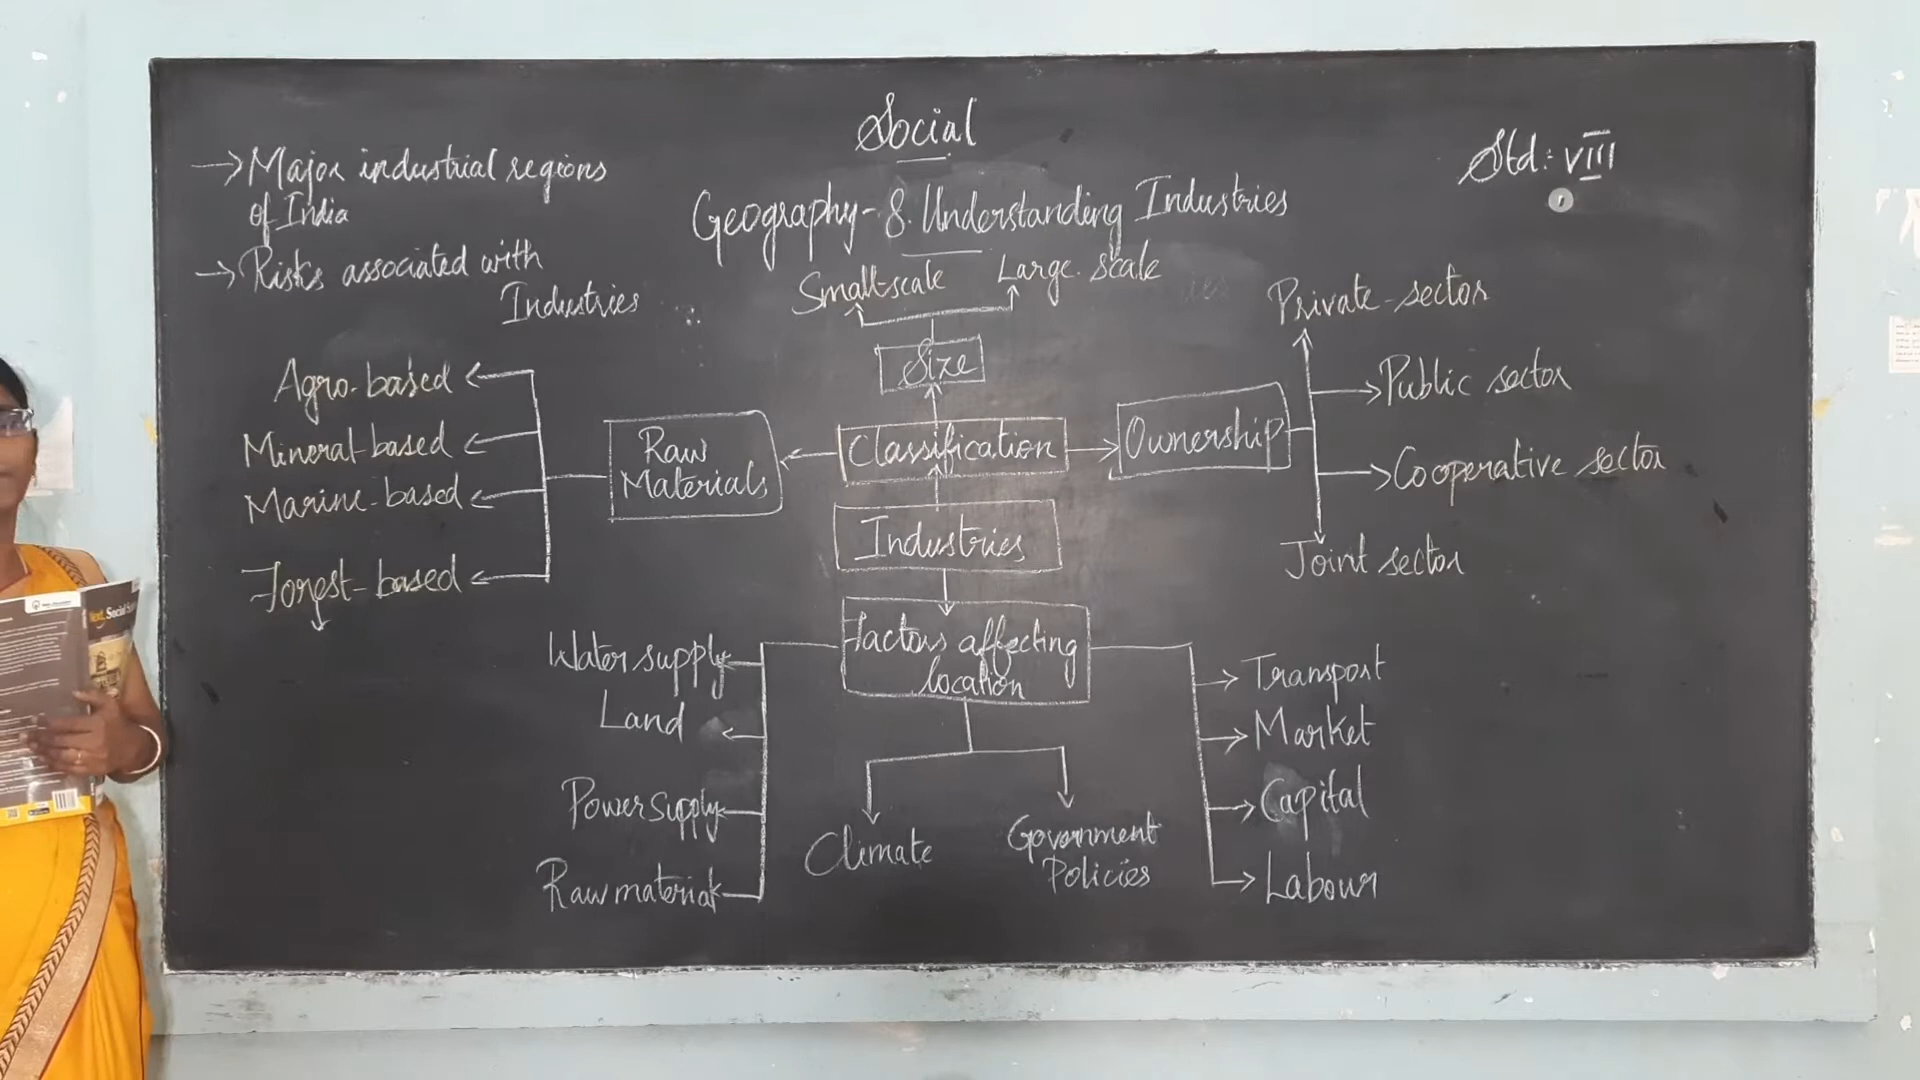 Social
Std: VIII
→ Major industrial regions
of India
→ Risks associated with
Industries
Geography - 8. Understanding Industries
Small-scale
Large-scale
Size
Classification
Raw
Materials
Agro-based
Mineral-based
Marine-based
Forest-based
Ownership
Private-sector
Public sector
Cooperative sector
Joint sector
Industries
Factors affecting
location
Water supply
Land
Power supply
Raw material
Climate
Government
Policies
Transport
Market
Capital
Labour
Next Social